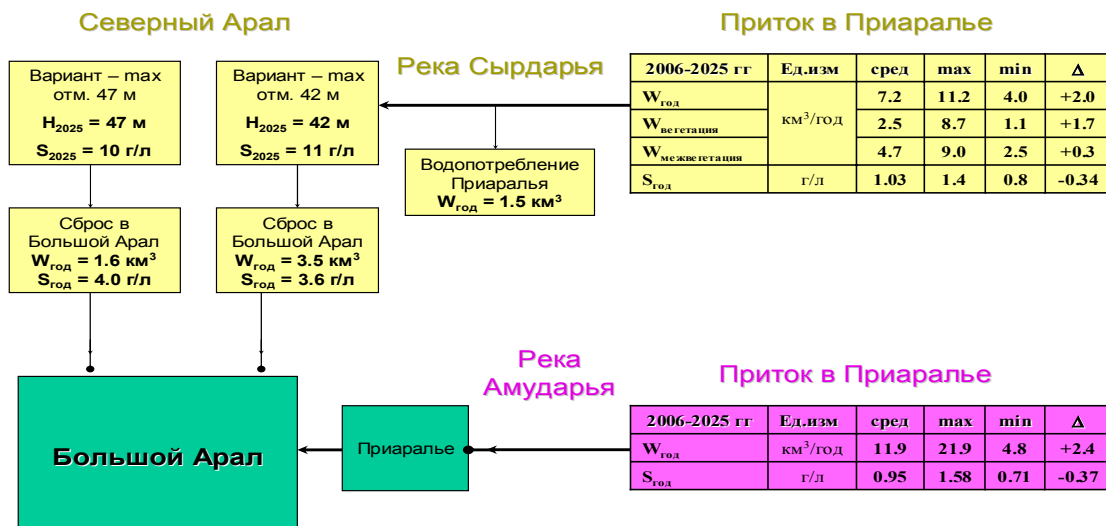 Северный Арал
Приток в Приаралье
Река Сырдарья
Вариант – max
отм. 47 м
H2025 = 47 м
S2025 = 10 г/л
Вариант – max
отм. 42 м
H2025 = 42 м
S2025 = 11 г/л
2006-2025 гг Ед.изм сред max min Δ
Wгод км³/год 7.2 11.2 4.0 +2.0
Wвегетация 2.5 8.7 1.1 +1.7
Wмежвегетация 4.7 9.0 2.5 +0.3
Sгод г/л 1.03 1.4 0.8 -0.34
Водопотребление
Приаралья
Wгод = 1.5 км³
Сброс в
Большой Арал
Wгод = 1.6 км³
Sгод = 4.0 г/л
Сброс в
Большой Арал
Wгод = 3.5 км³
Sгод = 3.6 г/л
Река
Амударья
Приток в Приаралье
Большой Арал
Приаралье
2006-2025 гг Ед.изм сред max min Δ
Wгод км³/год 11.9 21.9 4.8 +2.4
Sгод г/л 0.95 1.58 0.71 -0.37